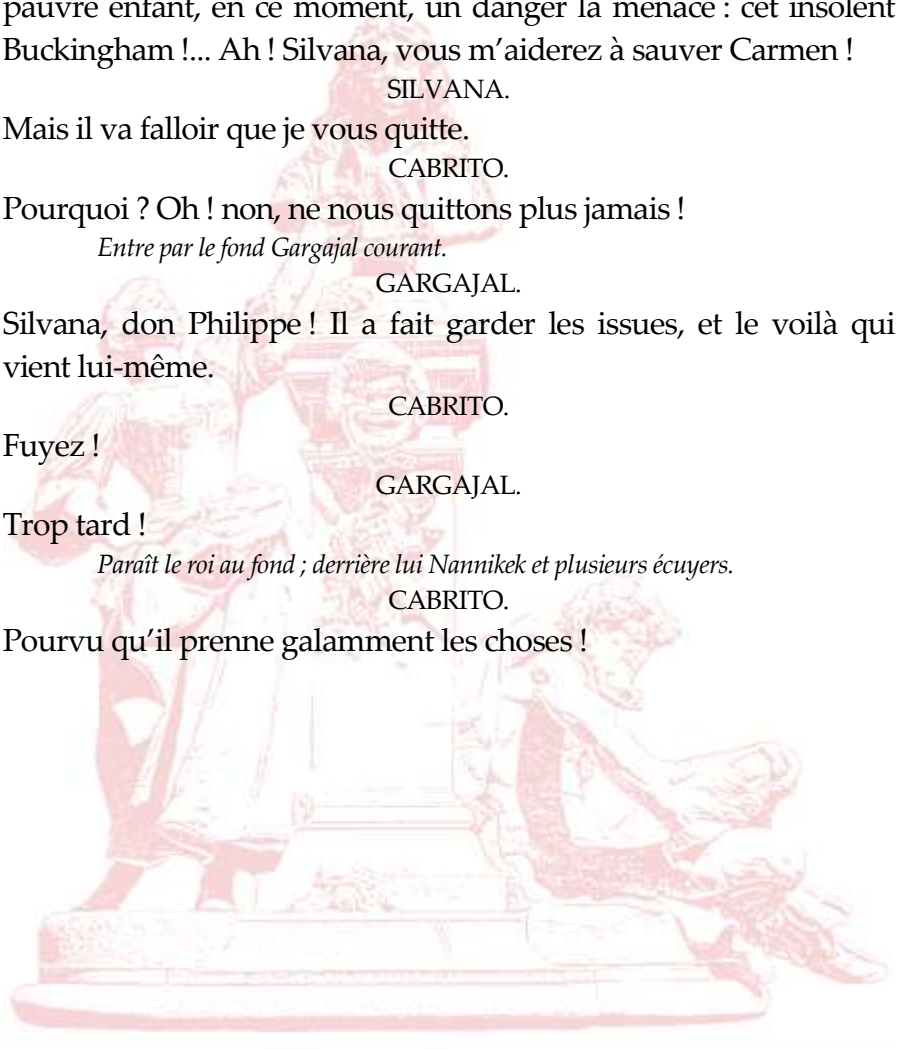 pauvre enfant, en ce moment, un danger la menace : cet insolent
Buckingham !... Ah ! Silvana, vous m’aiderez à sauver Carmen !
SILVANA.
Mais il va falloir que je vous quitte.
CABRITO.
Pourquoi ? Oh ! non, ne nous quittons plus jamais !
Entre par le fond Gargajal courant.
GARGAJAL.
Silvana, don Philippe ! Il a fait garder les issues, et le voilà qui
vient lui-même.
CABRITO.
Fuyez !
GARGAJAL.
Trop tard !
Paraît le roi au fond ; derrière lui Nannikek et plusieurs écuyers.
CABRITO.
Pourvu qu’il prenne galamment les choses !